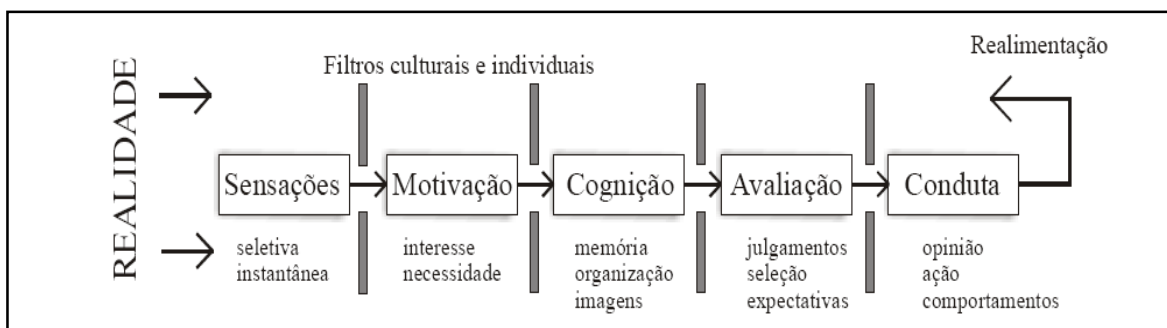 REALIDADE
Filtros culturais e individuais
Realimentação
Sensações
Motivação
Cognição
Avaliação
Conduta
seletiva
instantânea
interesse
necessidade
memória
organização
imagens
julgamentos
seleção
expectativas
opinião
ação
comportamentos